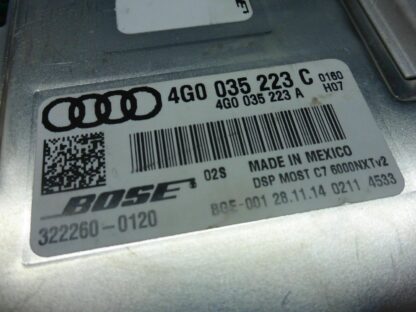 4G0 035 223 C 0160
4G0 035 223 A H07
02S MADE IN MEXICO
BOSE DSP MOST C7 6000NXTv2
322260-0120 BGE-001 28.11.14 0211 4533